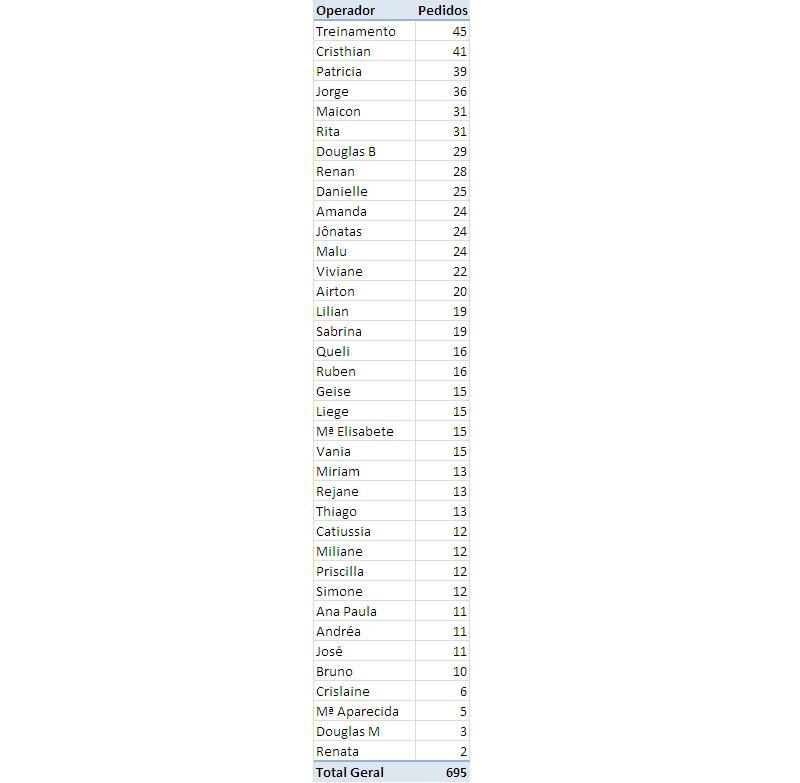 Operador Pedidos
Treinamento 45
Cristhian 41
Patricia 39
Jorge 36
Maicon 31
Rita 31
Douglas B 29
Renan 28
Danielle 25
Amanda 24
Jônatas 24
Malu 24
Viviane 22
Airton 20
Lilian 19
Sabrina 19
Queli 16
Ruben 16
Geise 15
Liege 15
Mª Elisabete 15
Vania 15
Miriam 13
Rejane 13
Thiago 13
Catiussia 12
Miliane 12
Priscilla 12
Simone 12
Ana Paula 11
Andréa 11
José 11
Bruno 10
Crislaine 6
Mª Aparecida 5
Douglas M 3
Renata 2
Total Geral 695